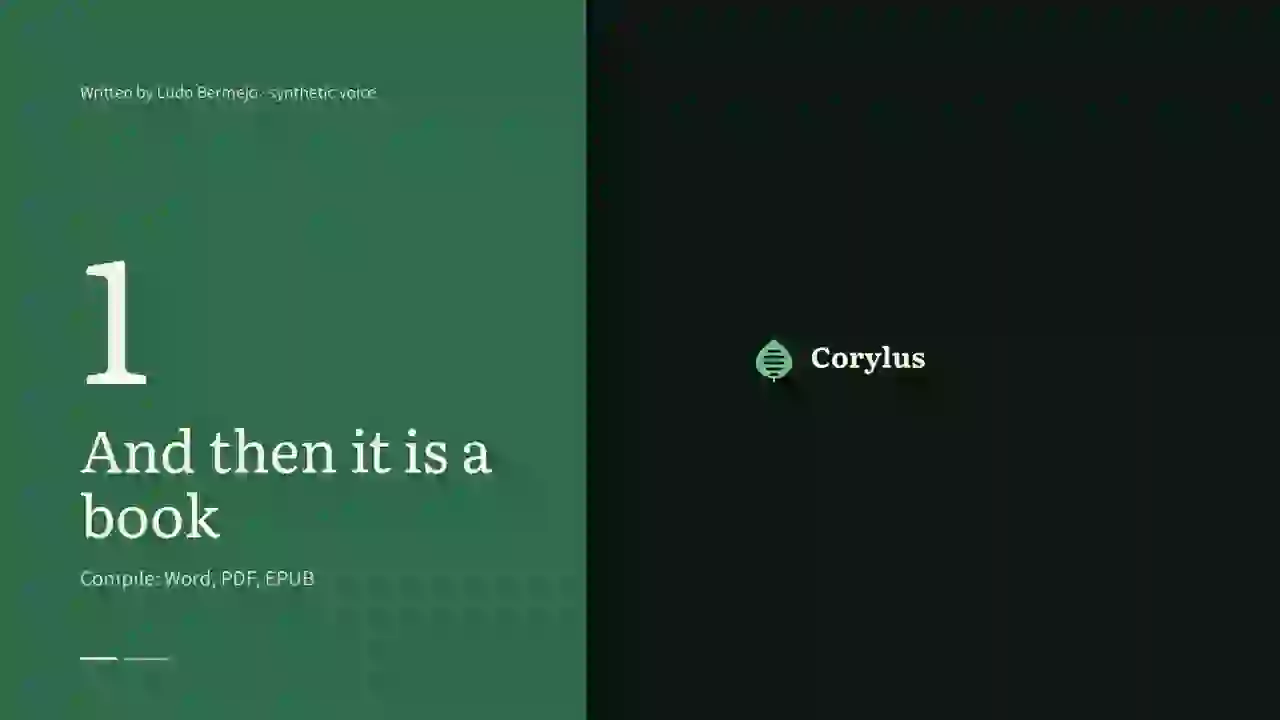 Written by Ludo Bermejo · synthetic voice
1
And then it is a
book
Compile: Word, PDF, EPUB
Corylus